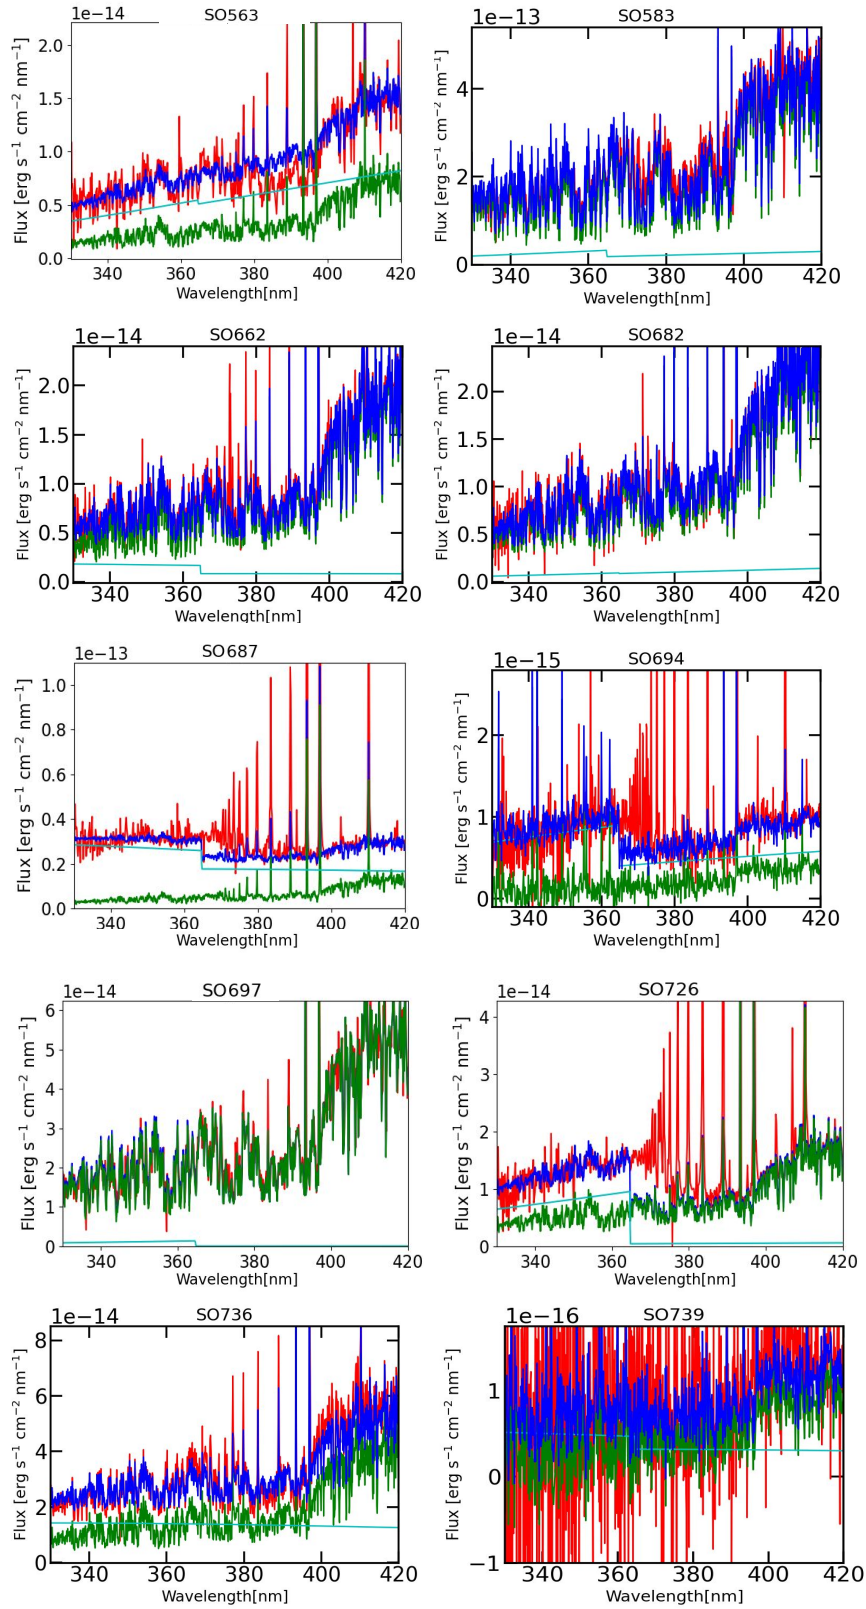 1e−14 SO563
Flux [erg s−1 cm−2 nm−1]
2.0
1.5
1.0
0.5
0.0
340 360 380 400 420
Wavelength[nm]
1e−13 SO583
Flux [erg s−1 cm−2 nm−1]
4
2
0
340 360 380 400 420
Wavelength[nm]
1e−14 SO662
Flux [erg s−1 cm−2 nm−1]
2.0
1.5
1.0
0.5
0.0
340 360 380 400 420
Wavelength[nm]
1e−14 SO682
Flux [erg s−1 cm−2 nm−1]
2.0
1.5
1.0
0.5
0.0
340 360 380 400 420
Wavelength[nm]
1e−13 SO687
Flux [erg s−1 cm−2 nm−1]
1.0
0.8
0.6
0.4
0.2
0.0
340 360 380 400 420
Wavelength[nm]
1e−15 SO694
Flux [erg s−1 cm−2 nm−1]
2
1
0
340 360 380 400 420
Wavelength[nm]
1e−14 SO697
Flux [erg s−1 cm−2 nm−1]
6
5
4
3
2
1
0
340 360 380 400 420
Wavelength[nm]
1e−14 SO726
Flux [erg s−1 cm−2 nm−1]
4
3
2
1
0
340 360 380 400 420
Wavelength[nm]
1e−14 SO736
Flux [erg s−1 cm−2 nm−1]
8
6
4
2
0
340 360 380 400 420
Wavelength[nm]
1e−16 SO739
Flux [erg s−1 cm−2 nm−1]
1
0
−1
340 360 380 400 420
Wavelength[nm]